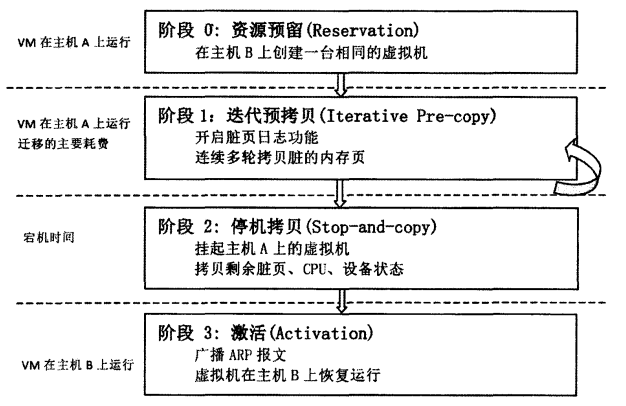 VM 在主机 A 上运行
阶段 0: 资源预留(Reservation)
在主机 B 上创建一台相同的虚拟机
VM 在主机 A 上运行
迁移的主要耗费
阶段 1: 迭代预拷贝(Iterative Pre-copy)
开启脏页日志功能
连续多轮拷贝脏的内存页
宕机时间
阶段 2: 停机拷贝(Stop-and-copy)
挂起主机 A 上的虚拟机
拷贝剩余脏页、CPU、设备状态
VM 在主机 B 上运行
阶段 3: 激活(Activation)
广播 ARP 报文
虚拟机在主机 B 上恢复运行